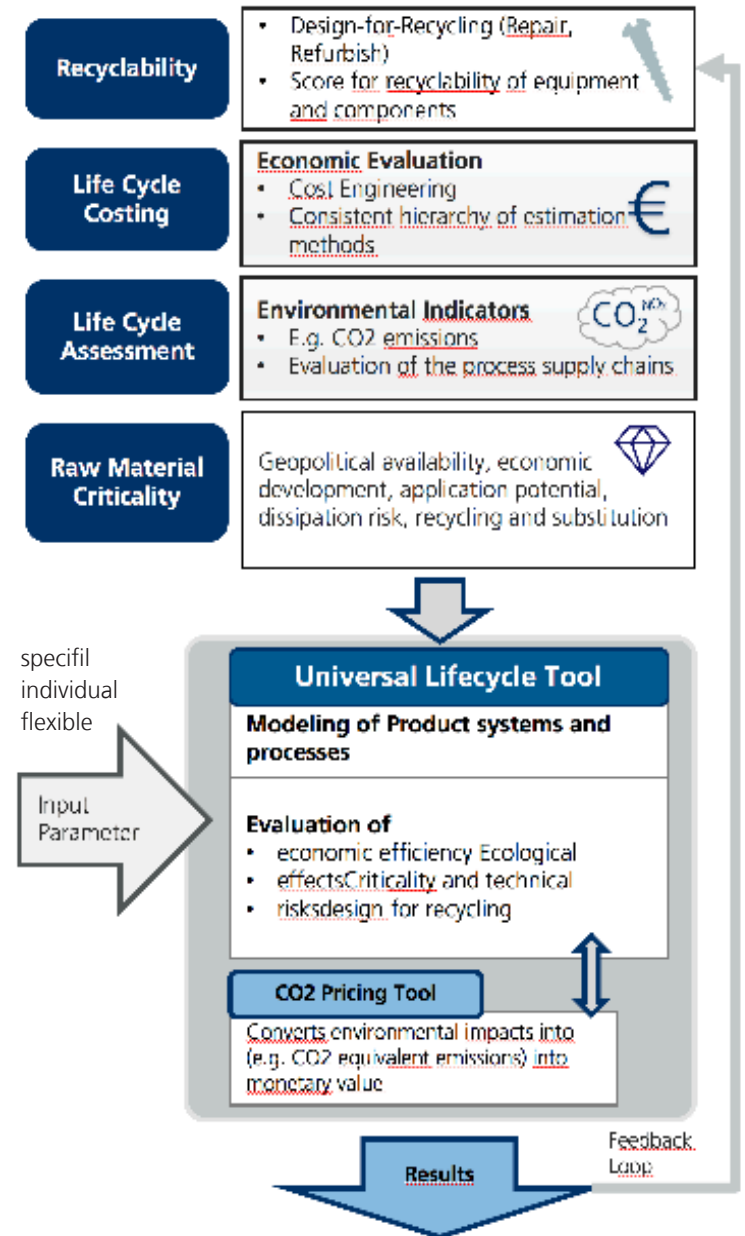 Recyclability
• Design-for-Recycling (Repair,
Refurbish)
• Score for recyclability of equipment
and components
Life Cycle
Costing
Economic Evaluation
• Cost Engineering
• Consistent hierarchy of estimation
methods
€
Life Cycle
Assessment
Environmental Indicators
• E.g. CO2 emissions
• Evaluation of the process supply chains
CO2 NOx
Raw Material
Criticality
Geopolitical availability, economic
development, application potential,
dissipation risk, recycling and substitution
specifil
individual
flexible
Input
Parameter
Universal Lifecycle Tool
Modeling of Product systems and
processes
Evaluation of
• economic efficiency Ecological
• effectsCriticality and technical
• risksdesign for recycling
CO2 Pricing Tool
Converts environmental impacts into
(e.g. CO2 equivalent emissions) into
monetary value
Results
Feedback
Loop